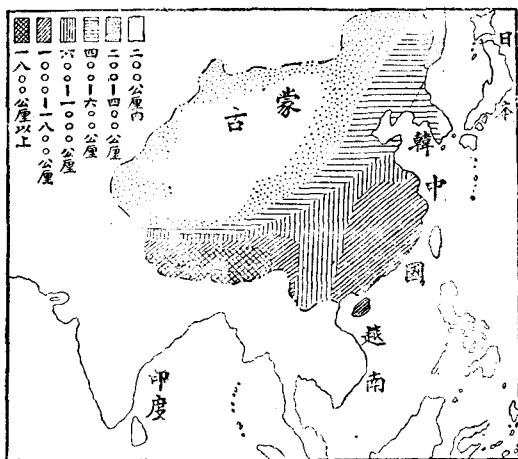 二〇〇公厘内
二〇〇—四〇〇公厘
四〇〇—六〇〇公厘
六〇〇—一〇〇〇公厘
一〇〇〇—一八〇〇公厘
一八〇〇公厘以上
日本
蒙古
韓
中國
越南
印度